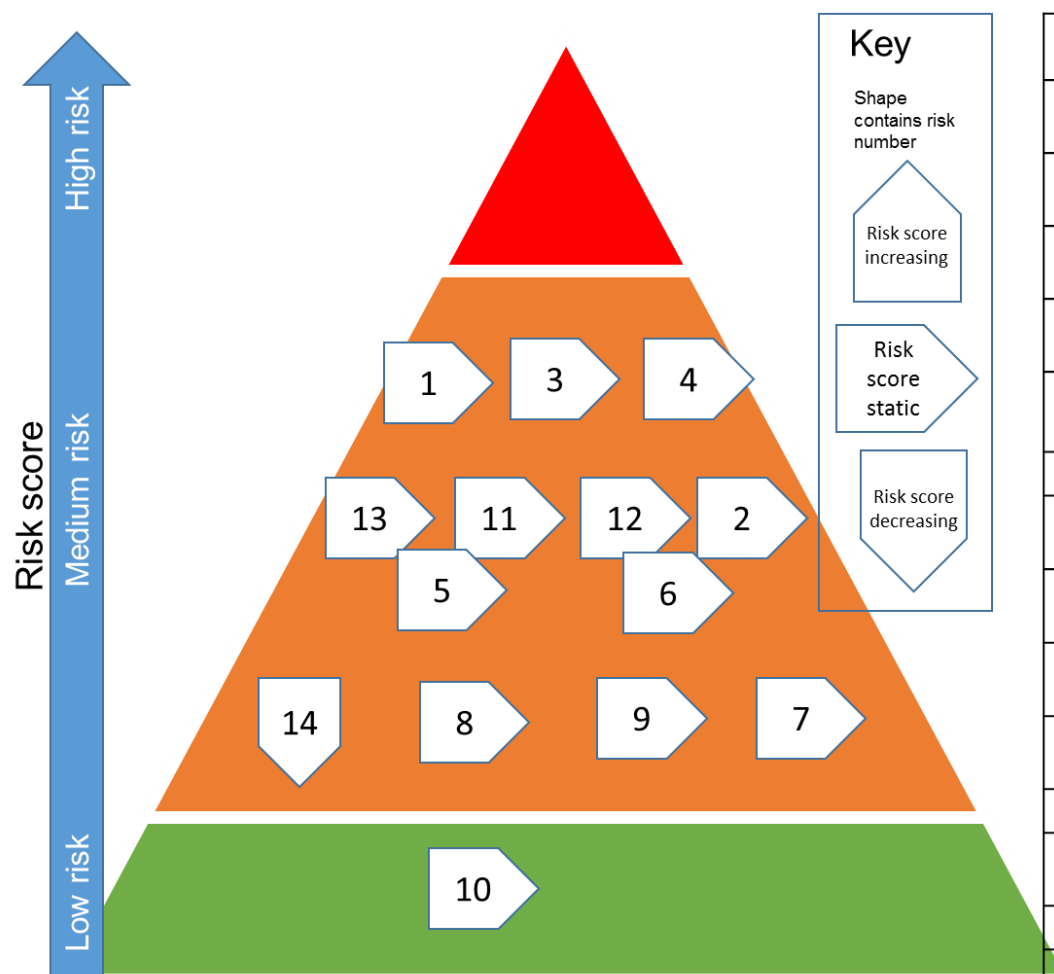 Risk score
High risk
Medium risk
Low risk
Key
Shape
contains risk
number
Risk score
increasing
Risk
score
static
Risk score
decreasing
1
3
4
13
11
12
2
5
6
14
8
9
7
10